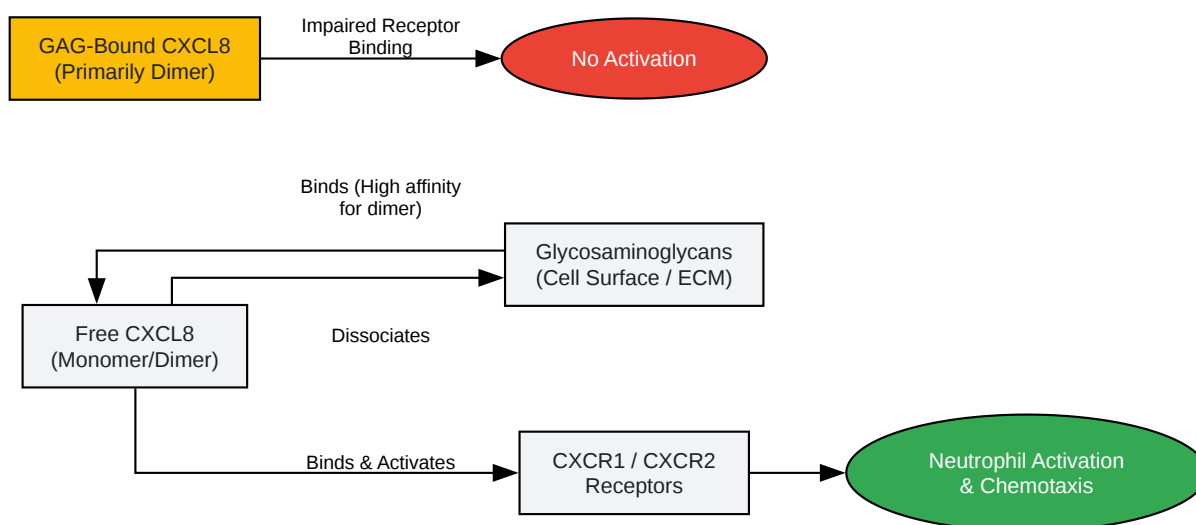 GAG-Bound CXCL8
(Primarily Dimer)
Impaired Receptor
Binding
No Activation
Binds (High affinity
for dimer)
Glycosaminoglycans
(Cell Surface / ECM)
Free CXCL8
(Monomer/Dimer)
Dissociates
Binds & Activates
CXCR1 / CXCR2
Receptors
Neutrophil Activation
& Chemotaxis